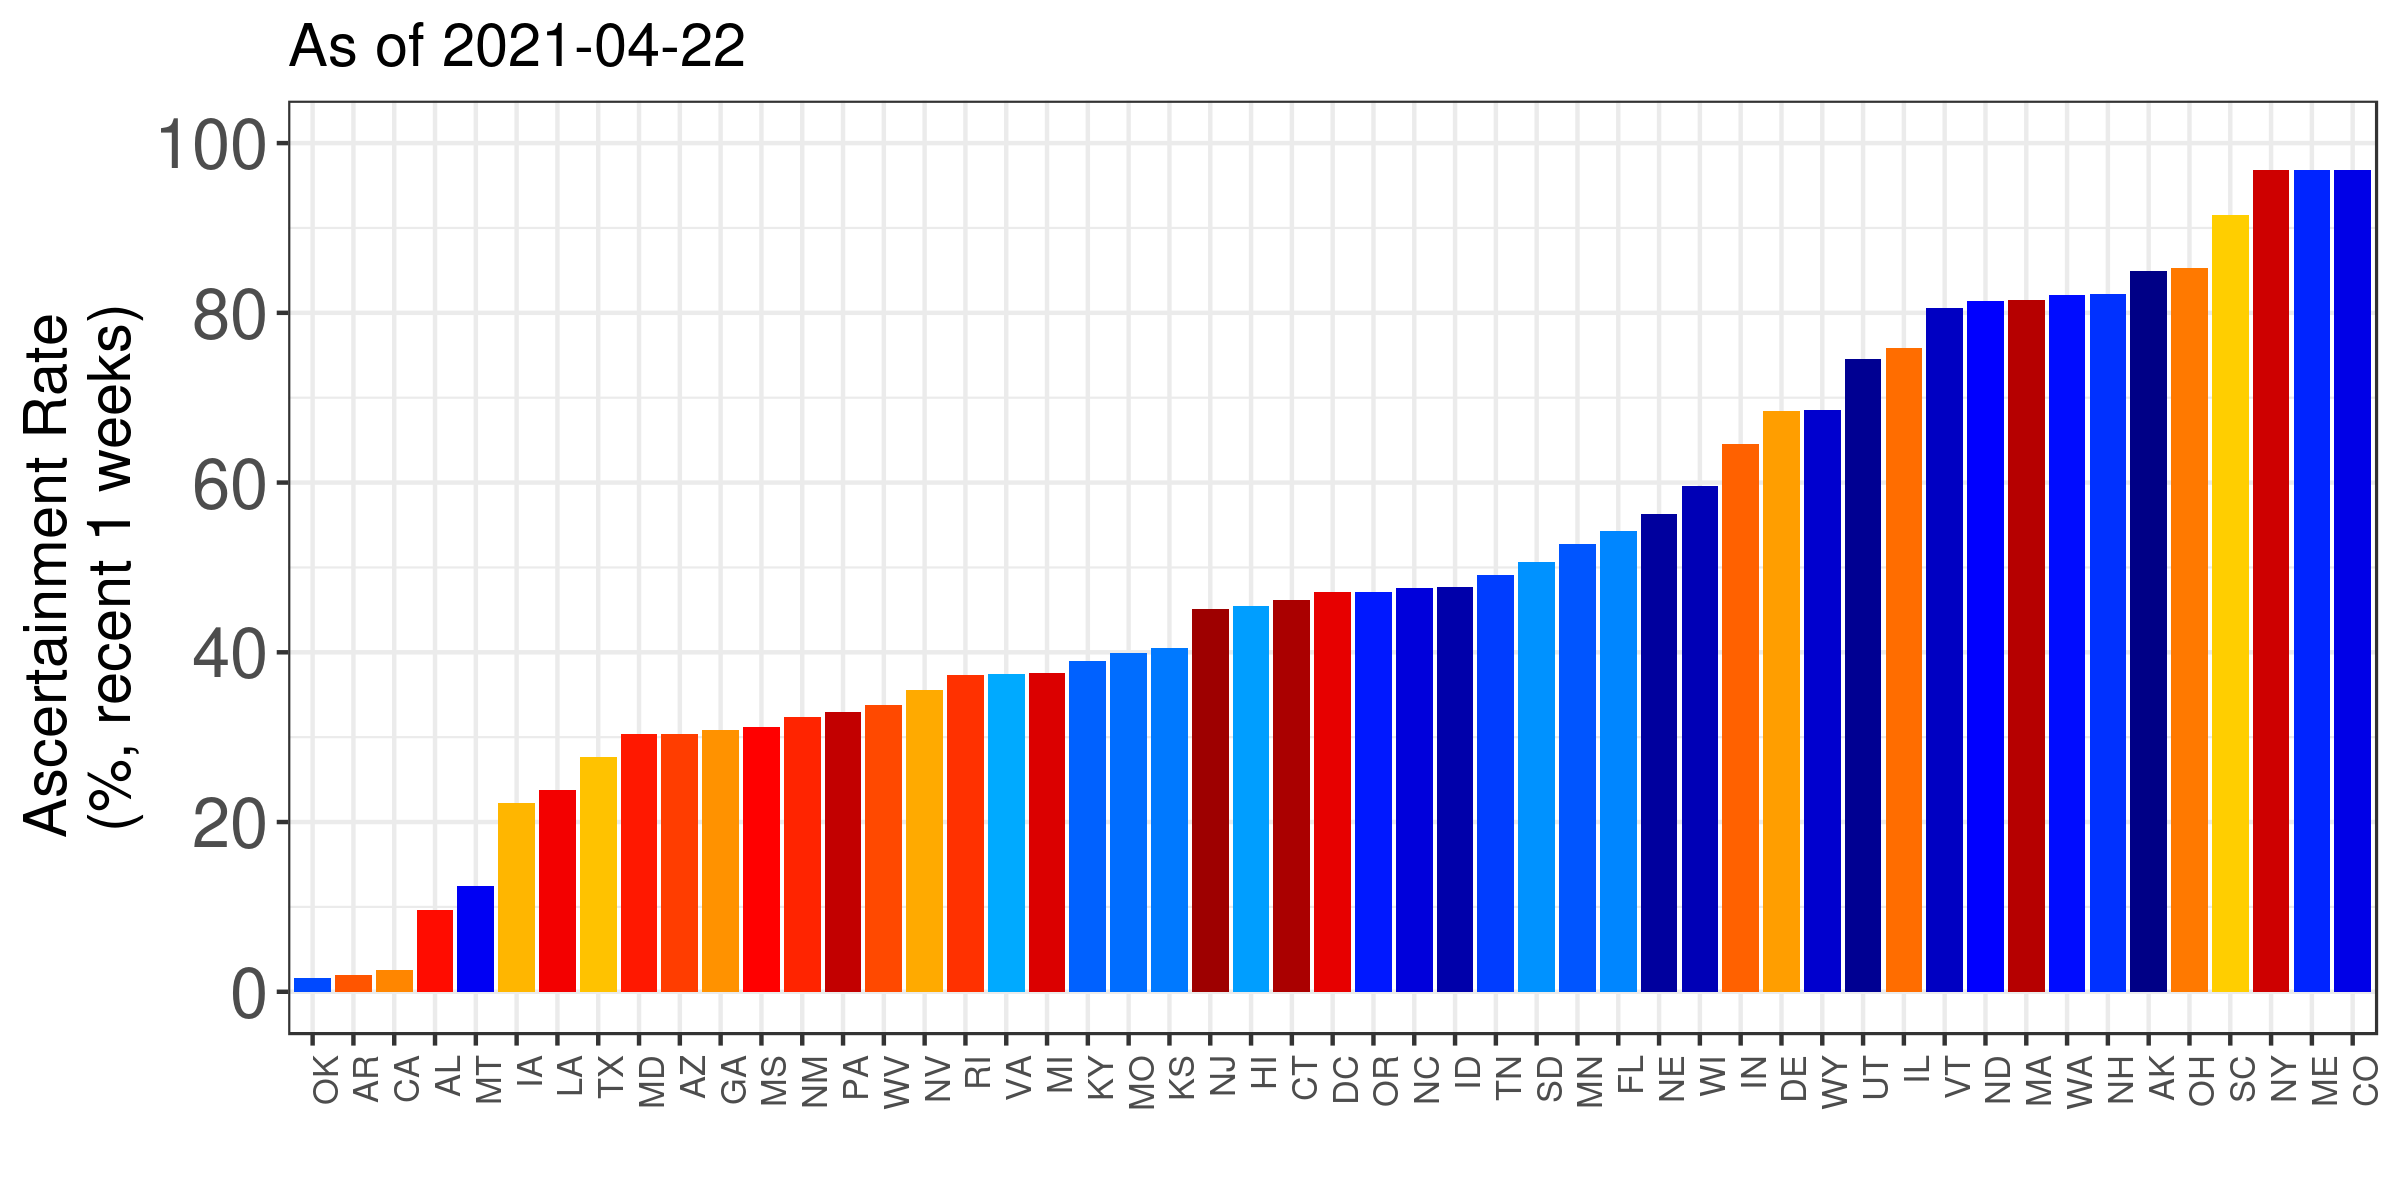 As of 2021-04-22
Ascertainment Rate
(%, recent 1 weeks)
100
80
60
40
20
0
OK
AR
CA
AL
MT
IA
LA
TX
MD
AZ
GA
MS
NM
PA
WV
NV
RI
VA
MI
KY
MO
KS
NJ
HI
CT
DC
OR
NC
ID
TN
SD
MN
FL
NE
WI
IN
DE
WY
UT
IL
VT
ND
MA
WA
NH
AK
OH
SC
NY
ME
CO